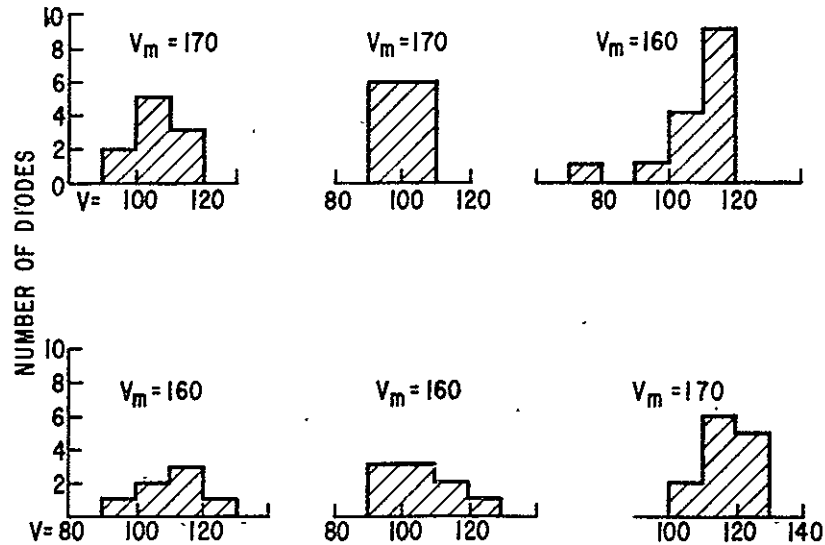 NUMBER OF DIODES
10
8
6
4
2
0
Vm = 170
V= 100 120
Vm = 170
80 100 120
Vm = 160
80 100 120
10
8
6
4
2
Vm = 160
V= 80 100 120
Vm = 160
80 100 120
Vm = 170
100 120 140